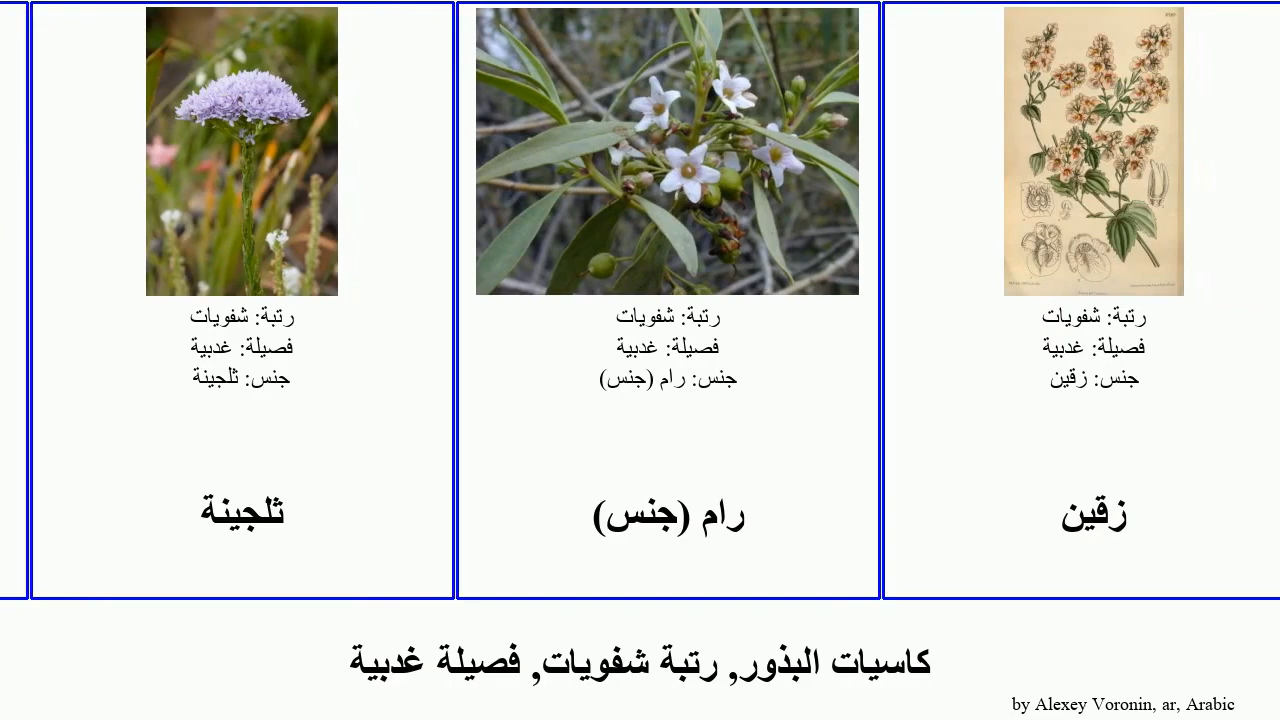 رتبة: شفويات
فصيلة: غدبية
جنس: ثلجينة
ثلجينة
رتبة: شفويات
فصيلة: غدبية
جنس: رام (جنس)
رام (جنس)
رتبة: شفويات
فصيلة: غدبية
جنس: زقين
زقين
كاسيات البذور, رتبة شفويات, فصيلة غدبية
by Alexey Voronin, ar, Arabic